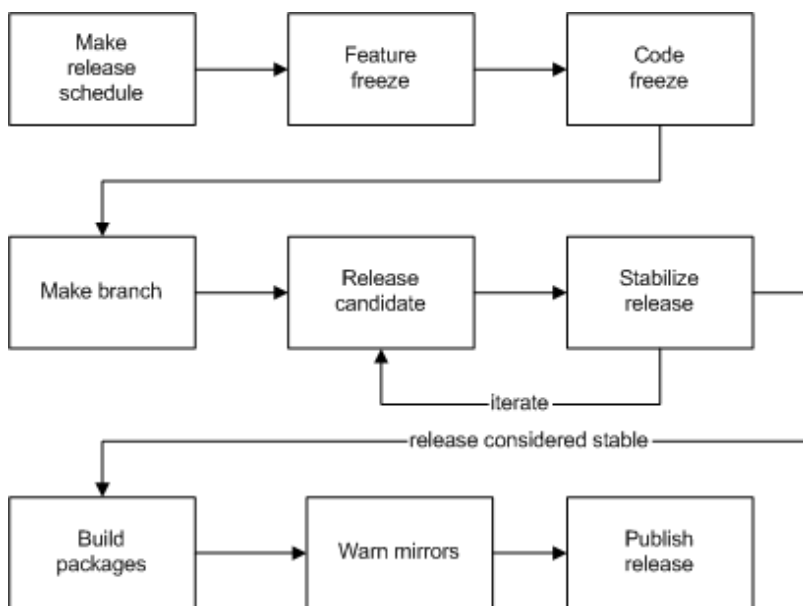 Make
release
schedule
Feature
freeze
Code
freeze
Make branch
Release
candidate
Stabilize
release
iterate
release considered stable
Build
packages
Warn mirrors
Publish
release